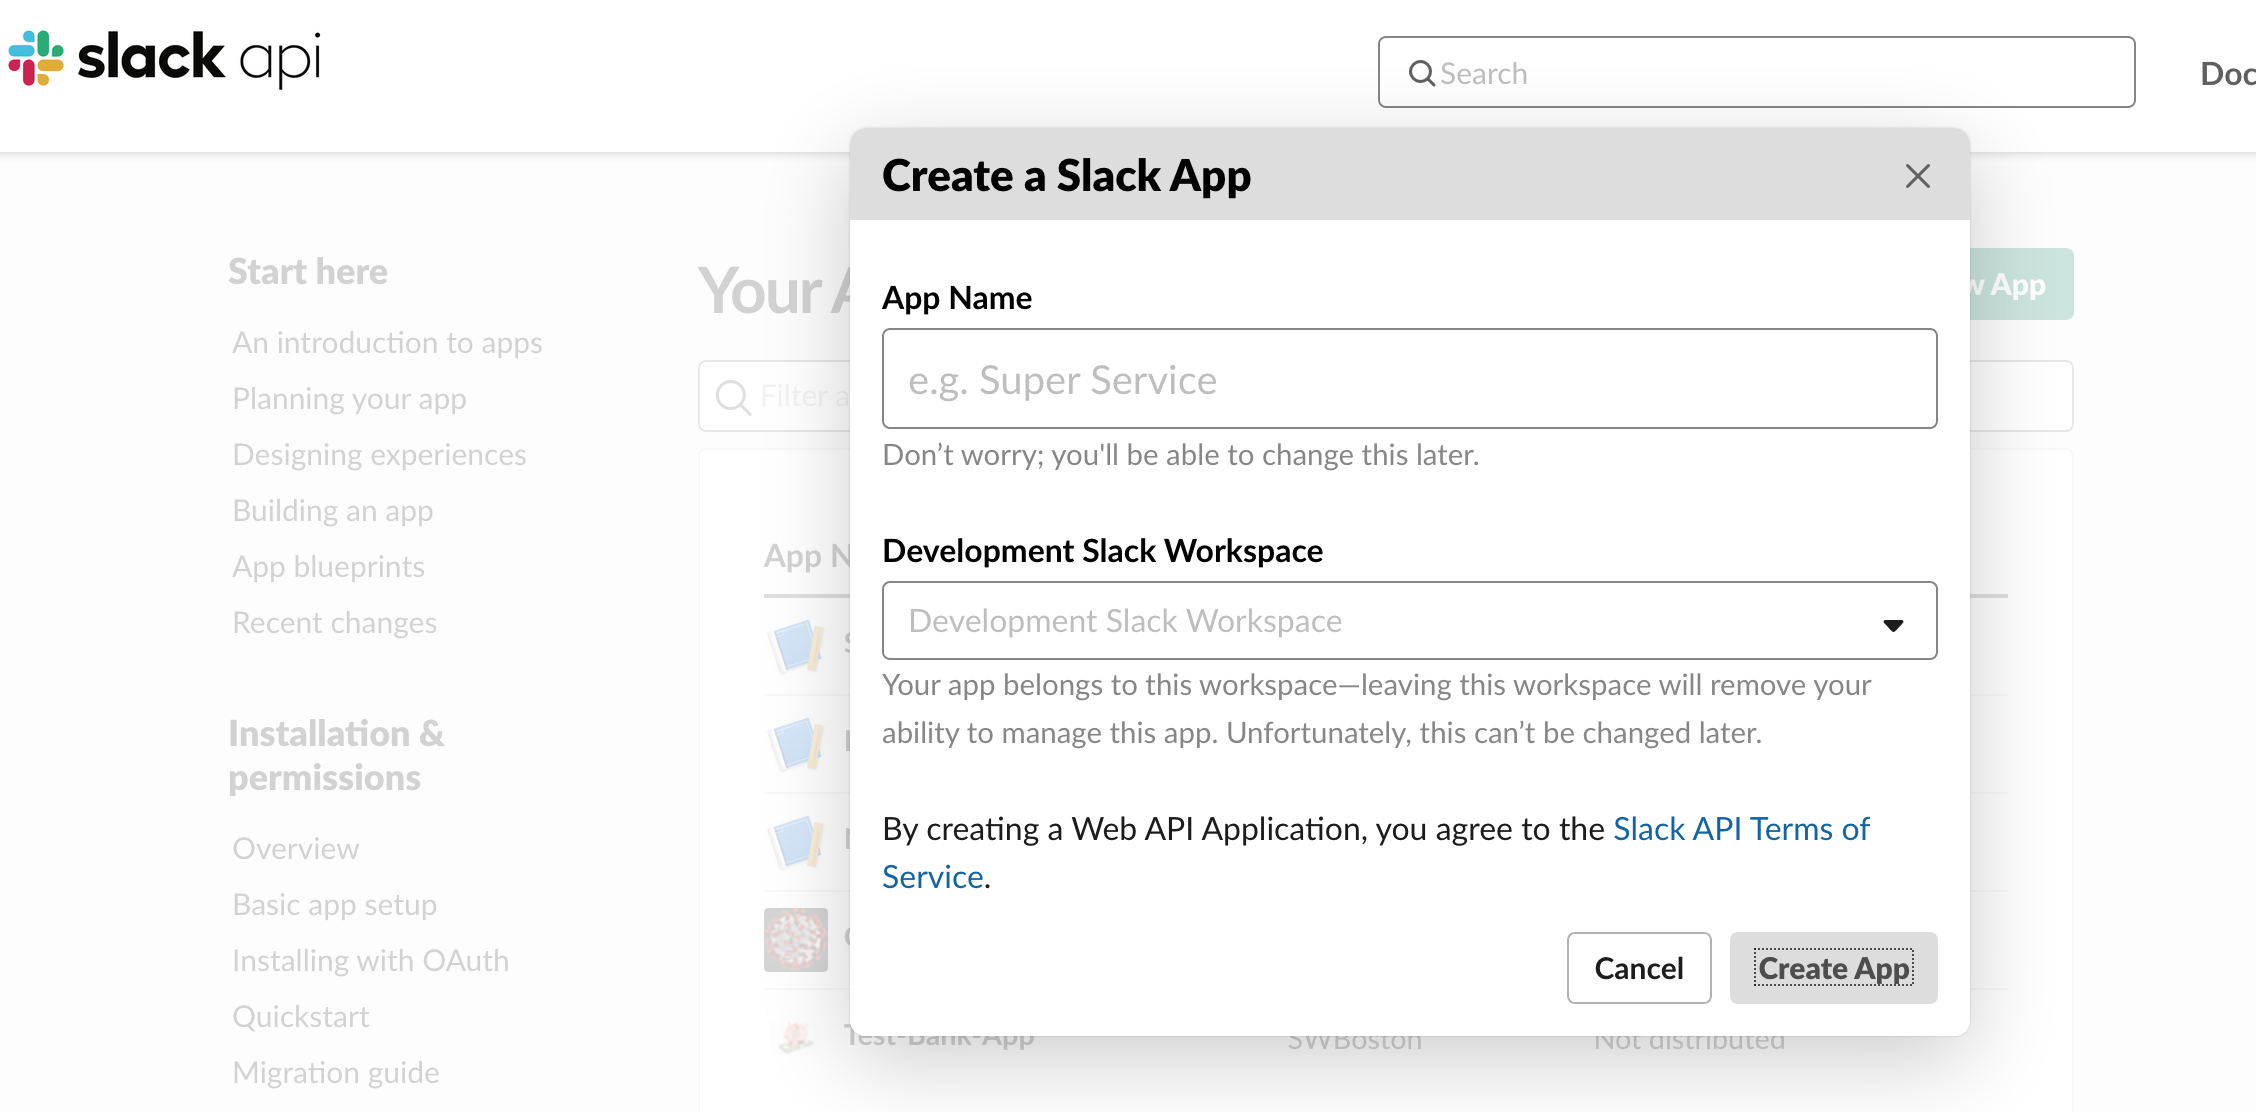 slack api
Search
Create a Slack App
Start here
An introduction to apps
Planning your app
Designing experiences
Building an app
App blueprints
Recent changes
Installation &
permissions
Overview
Basic app setup
Installing with OAuth
Quickstart
Migration guide
Your
App
Filter
App
App Name
e.g. Super Service
Don’t worry; you'll be able to change this later.
Development Slack Workspace
Development Slack Workspace
Your app belongs to this workspace—leaving this workspace will remove your
ability to manage this app. Unfortunately, this can’t be changed later.
By creating a Web API Application, you agree to the Slack API Terms of
Service.
Cancel
Create App
Test-Bank-App
SWBoston
Not distributed